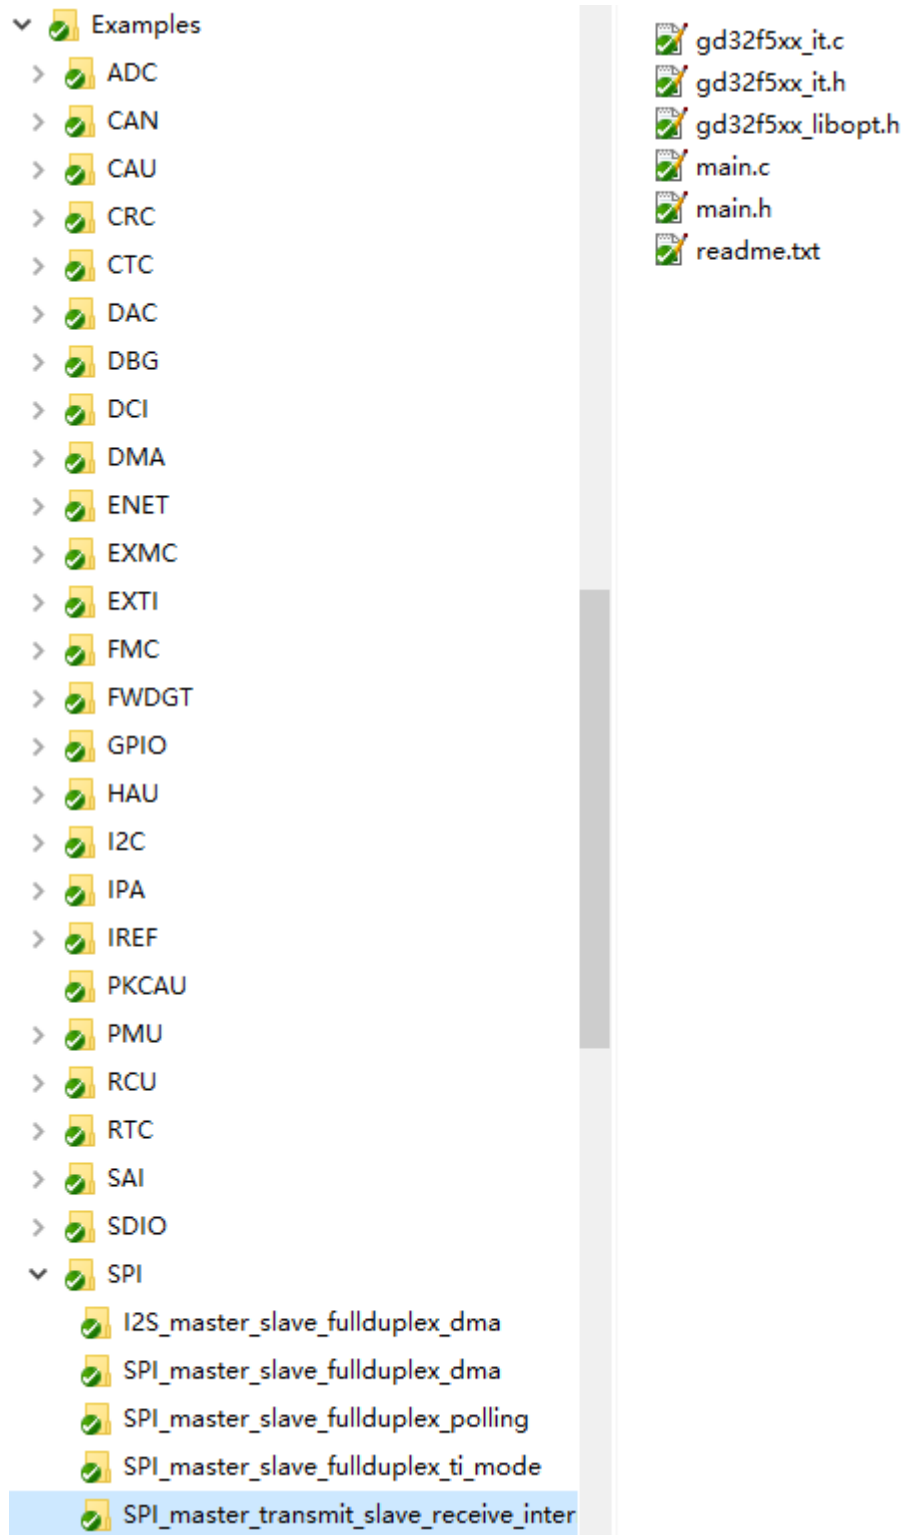 Examples
ADC
CAN
CAU
CRC
CTC
DAC
DBG
DCI
DMA
ENET
EXMC
EXTI
FMC
FWDGT
GPIO
HAU
I2C
IPA
IREF
PKCAU
PMU
RCU
RTC
SAI
SDIO
SPI
I2S_master_slave_fullduplex_dma
SPI_master_slave_fullduplex_dma
SPI_master_slave_fullduplex_polling
SPI_master_slave_fullduplex_ti_mode
SPI_master_transmit_slave_receive_inter
gd32f5xx_it.c
gd32f5xx_it.h
gd32f5xx_libopt.h
main.c
main.h
readme.txt